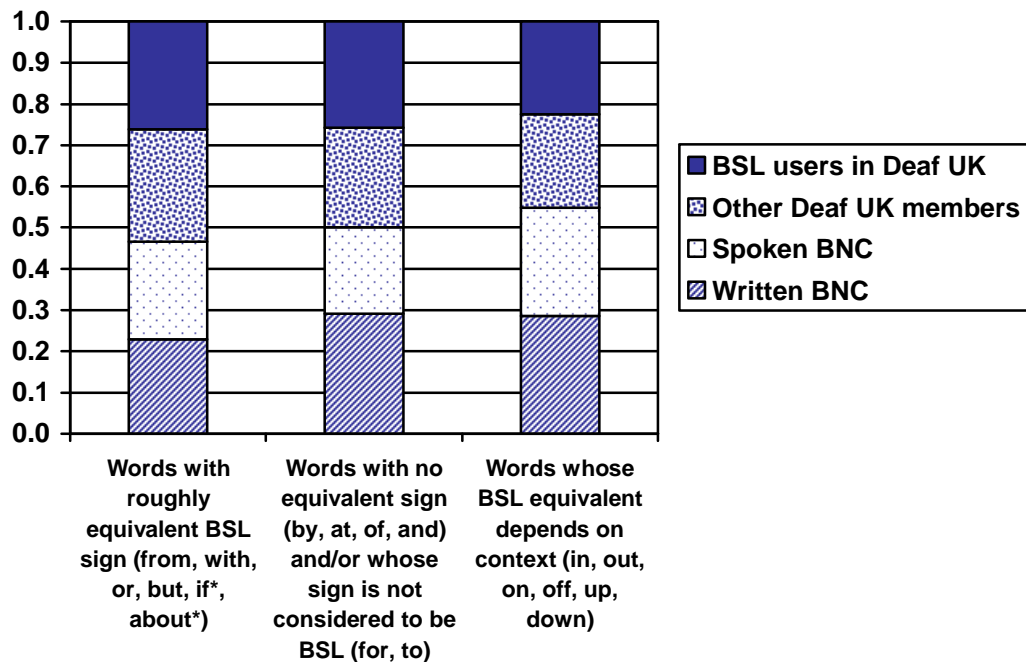 1.0
0.9
0.8
0.7
0.6
0.5
0.4
0.3
0.2
0.1
0.0
BSL users in Deaf UK
Other Deaf UK members
Spoken BNC
Written BNC
Words with
roughly
equivalent BSL
sign (from, with,
or, but, if*,
about*)
Words with no
equivalent sign
(by, at, of, and)
and/or whose
sign is not
considered to be
BSL (for, to)
Words whose
BSL equivalent
depends on
context (in, out,
on, off, up,
down)